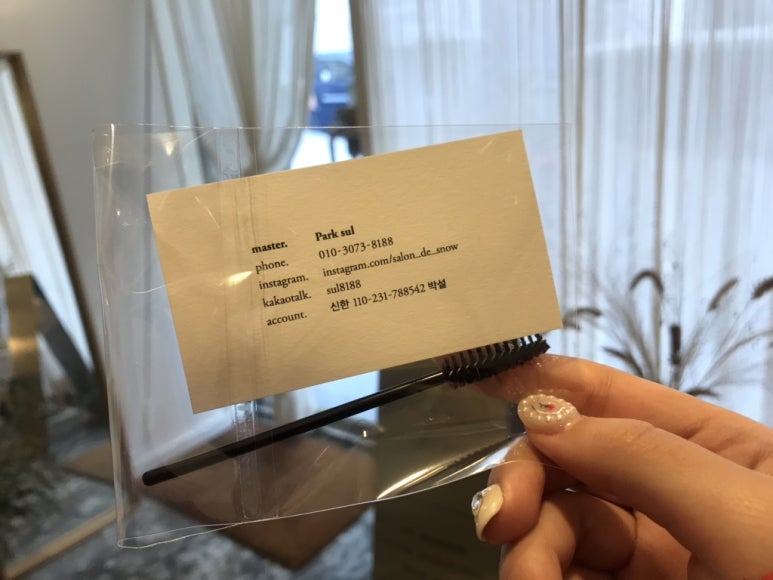 master. Park sul
phone. 010-3073-8188
instagram. instagram.com/salon_de_snow
kakaotalk. sul8188
account. 신한 110-231-788542 박설